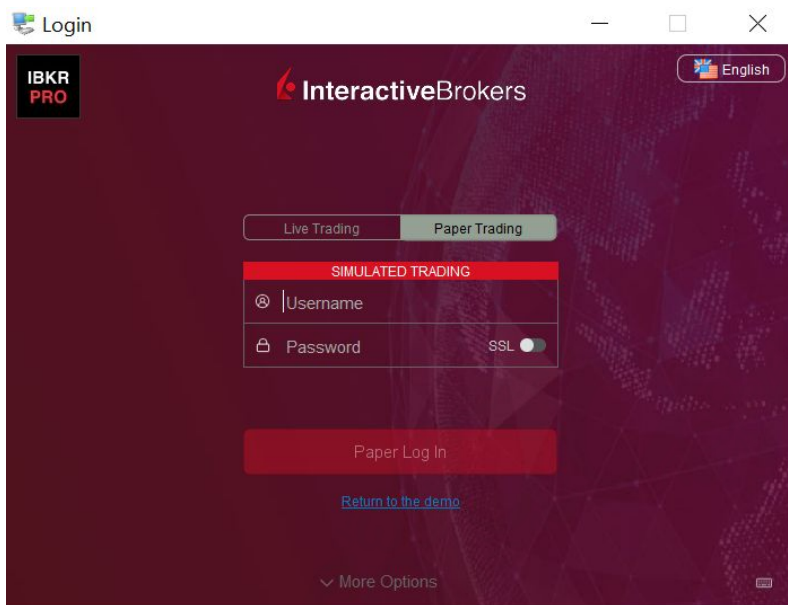 Login
IBKR
PRO
InteractiveBrokers
English
Live Trading
Paper Trading
SIMULATED TRADING
Username
Password
SSL
Paper Log In
Return to the demo
More Options